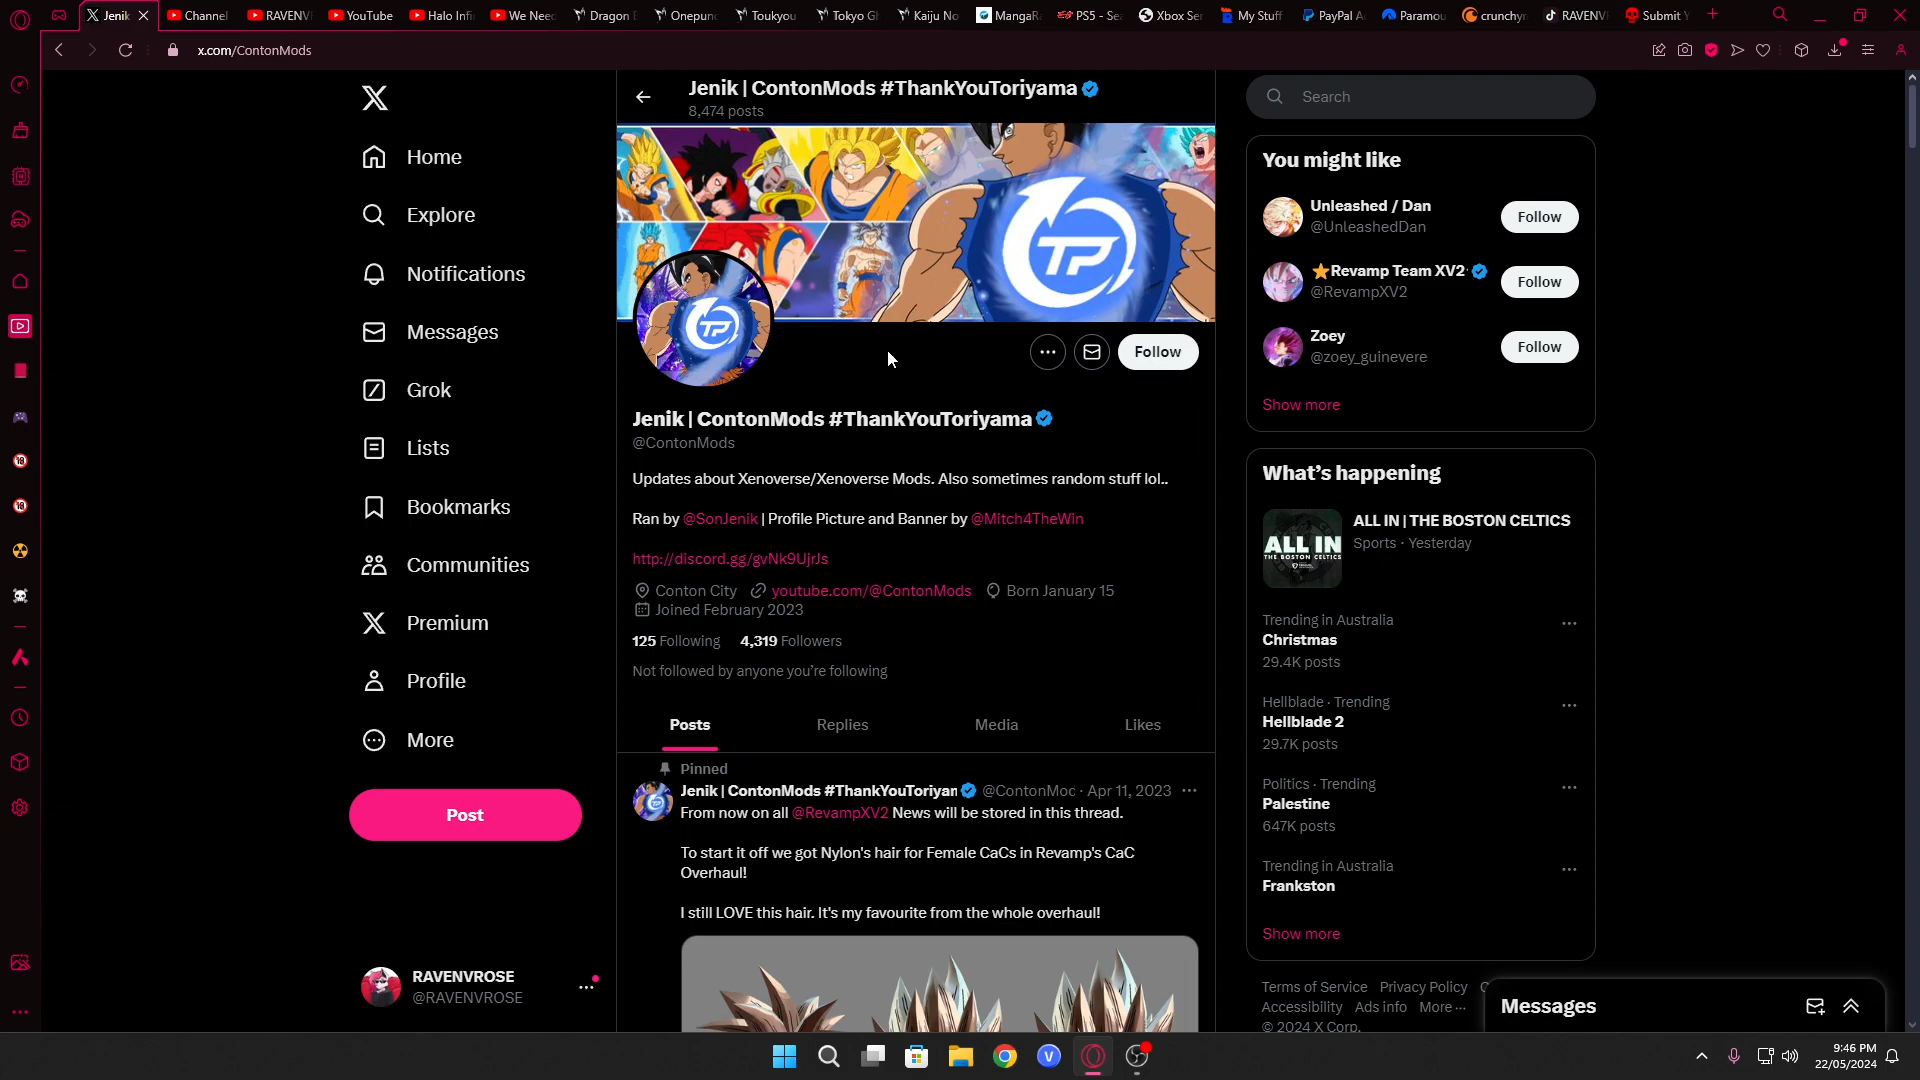 Jenik
Channel
RAVENV
YouTube
Halo Infi
We Nee
Dragon
Onepun
Toukyou
Tokyo G
Kaiju No
MangaR
PS5 - Se
Xbox Ser
My Stuff
PayPal A
Paramou
crunchy
RAVENV
Submit Y
x.com/ContonMods
Home
Explore
Notifications
Messages
Grok
Lists
Bookmarks
Communities
Premium
Profile
More
Post
RAVENVROSE
@RAVENVROSE
Jenik | ContonMods #ThankYouToriyama
8,474 posts
TP
TP
Follow
Jenik | ContonMods #ThankYouToriyama
@ContonMods
Updates about Xenoverse/Xenoverse Mods. Also sometimes random stuff lol..
Ran by @SonJenik | Profile Picture and Banner by @Mitch4TheWin
http://discord.gg/gvNk9UjrJs
Conton City youtube.com/@ContonMods Born January 15
Joined February 2023
125 Following 4,319 Followers
Not followed by anyone you're following
Posts Replies Media Likes
Pinned
Jenik | ContonMods #ThankYouToriyan @ContonMod · Apr 11, 2023
From now on all @RevampXV2 News will be stored in this thread.
To start it off we got Nylon's hair for Female CaCs in Revamp's CaC
Overhaul!
I still LOVE this hair. It's my favourite from the whole overhaul!
Search
You might like
Unleashed / Dan
@UnleashedDan
Follow
Revamp Team XV2
@RevampXV2
Follow
Zoey
@zoey_guinevere
Follow
Show more
What's happening
ALL IN
THE BOSTON CELTICS
ALL IN | THE BOSTON CELTICS
Sports · Yesterday
Trending in Australia
Christmas
29.4K posts
Hellblade · Trending
Hellblade 2
29.7K posts
Politics · Trending
Palestine
647K posts
Trending in Australia
Frankston
Show more
Terms of Service Privacy Policy
Accessibility Ads info More ...
© 2024 X Corp.
Messages
V
9:46 PM
22/05/2024